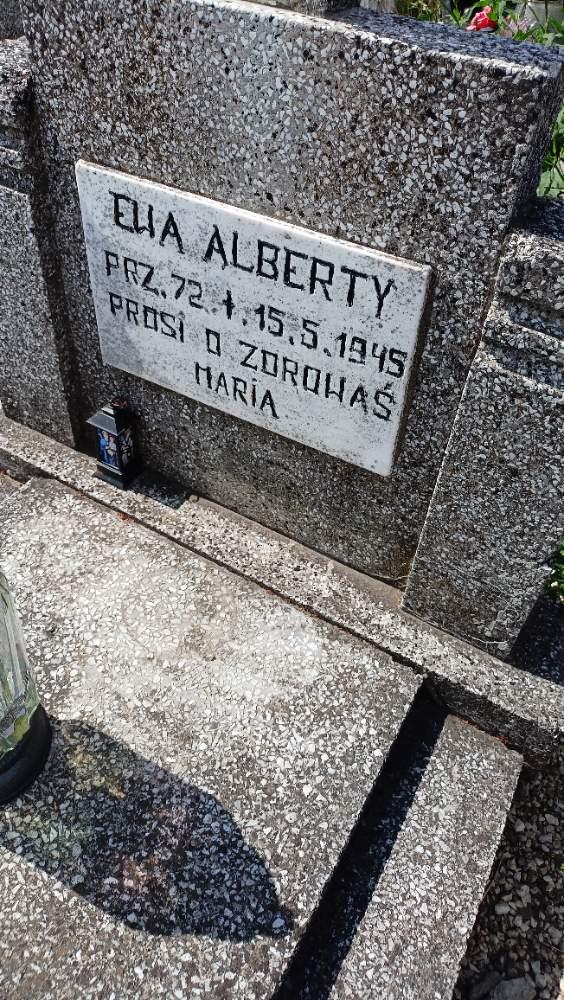 EWA ALBERTY
PRZ. 72. †. 15.5.1945
PROSI O ZDROWAŚ
MARIA